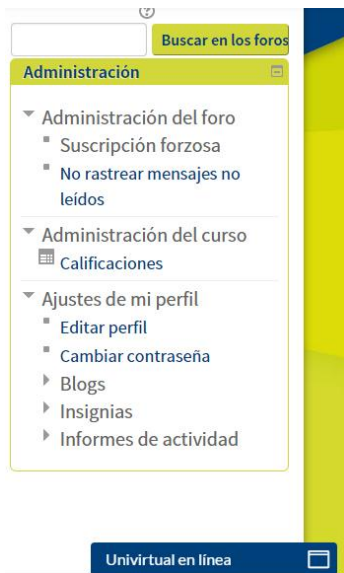 Buscar en los foros
Administración
Administración del foro
Suscripción forzosa
No rastrear mensajes no
leídos
Administración del curso
Calificaciones
Ajustes de mi perfil
Editar perfil
Cambiar contraseña
Blogs
Insignias
Informes de actividad
Univirtual en línea